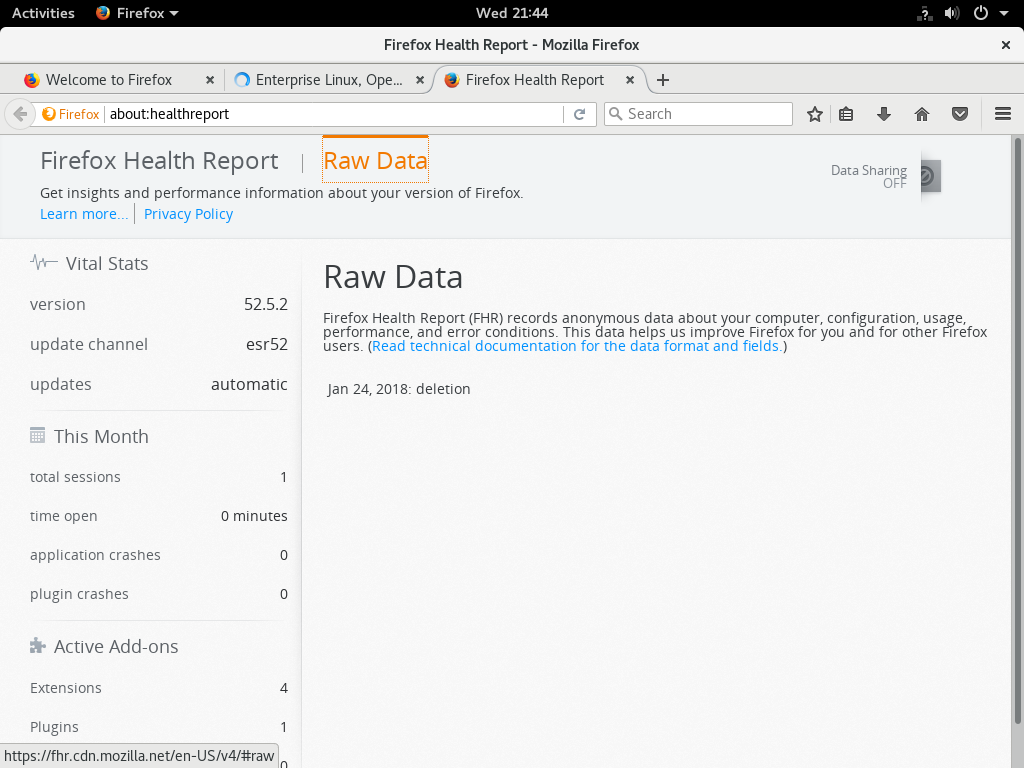 Activities Firefox Wed 21:44
Firefox Health Report - Mozilla Firefox
Welcome to Firefox Enterprise Linux, Ope... Firefox Health Report
Firefox about:healthreport Search
Firefox Health Report | Raw Data
Get insights and performance information about your version of Firefox.
Learn more... Privacy Policy
Data Sharing
OFF
Vital Stats
version 52.5.2
update channel esr52
updates automatic
This Month
total sessions 1
time open 0 minutes
application crashes 0
plugin crashes 0
Active Add-ons
Extensions 4
Plugins 1
0
Raw Data
Firefox Health Report (FHR) records anonymous data about your computer, configuration, usage,
performance, and error conditions. This data helps us improve Firefox for you and for other Firefox
users. (Read technical documentation for the data format and fields.)
Jan 24, 2018: deletion
https://fhr.cdn.mozilla.net/en-US/v4/#raw